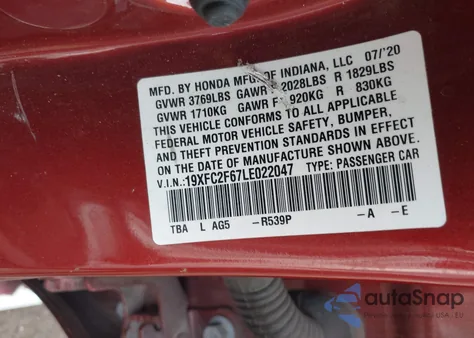 MFD. BY HONDA MFG. OF INDIANA, LLC 07/'20
GVWR 3769LBS GAWR F 2028LBS R 1829LBS
GVWR 1710KG GAWR F 920KG R 830KG
THIS VEHICLE CONFORMS TO ALL APPLICABLE
FEDERAL MOTOR VEHICLE SAFETY, BUMPER,
AND THEFT PREVENTION STANDARDS IN EFFECT
ON THE DATE OF MANUFACTURE SHOWN ABOVE.
V.I.N.:19XFC2F67LE022047 TYPE: PASSENGER CAR
TBA L AG5 -R539P -A -E
autoSnap